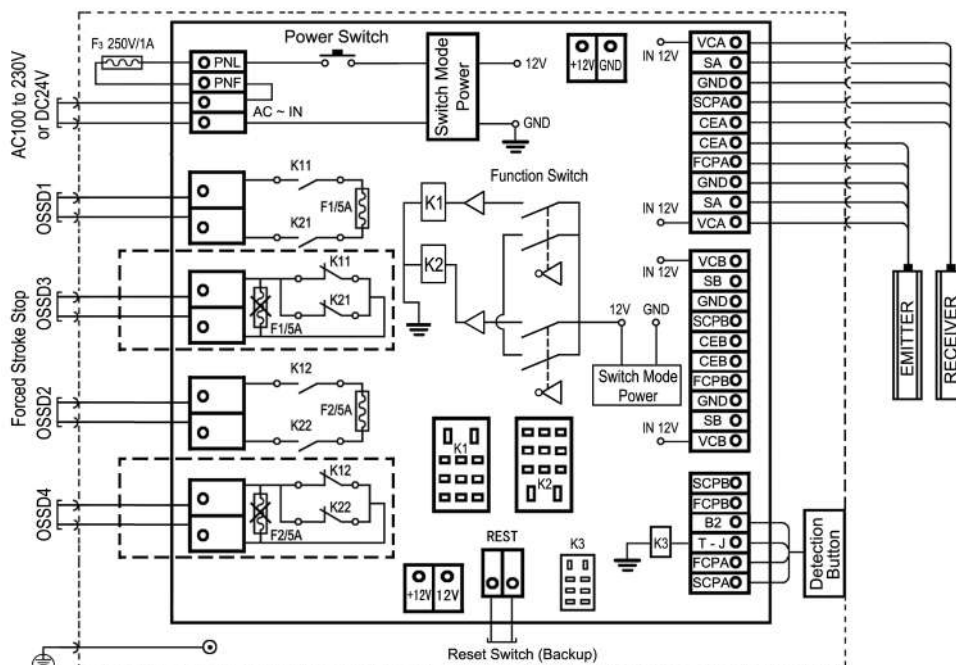 F3 250V/1A
Power Switch
AC100 to 230V
or DC24V
PNL
PNF
AC ~ IN
Switch Mode
Power
12V
GND
+12V GND
IN 12V
VCA
SA
GND
SCPA
CEA
CEA
FCPA
GND
SA
IN 12V
VCA
OSSD1
K11
F1/5A
K21
Function Switch
K1
K2
Forced Stroke Stop
OSSD3
K11
K21
F1/5A
IN 12V
VCB
SB
GND
SCPB
CEB
CEB
FCPB
GND
SB
IN 12V
VCB
12V GND
Switch Mode
Power
EMITTER
RECEIVER
OSSD2
K12
F2/5A
K22
K1
K2
OSSD4
K12
K22
F2/5A
SCPB
FCPB
B2
T - J
FCPA
SCPA
K3
Detection
Button
REST
K3
+12V 12V
Reset Switch (Backup)